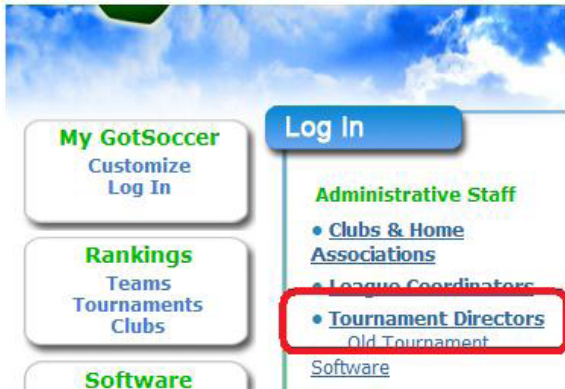 My GotSoccer
Customize
Log In
Rankings
Teams
Tournaments
Clubs
Software
Log In
Administrative Staff
• Clubs & Home
Associations
• League Coordinators
• Tournament Directors
Old Tournament
Software